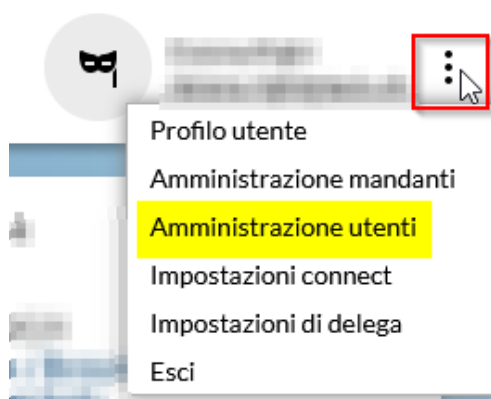 Profilo utente
Amministrazione mandanti
Amministrazione utenti
Impostazioni connect
Impostazioni di delega
Esci